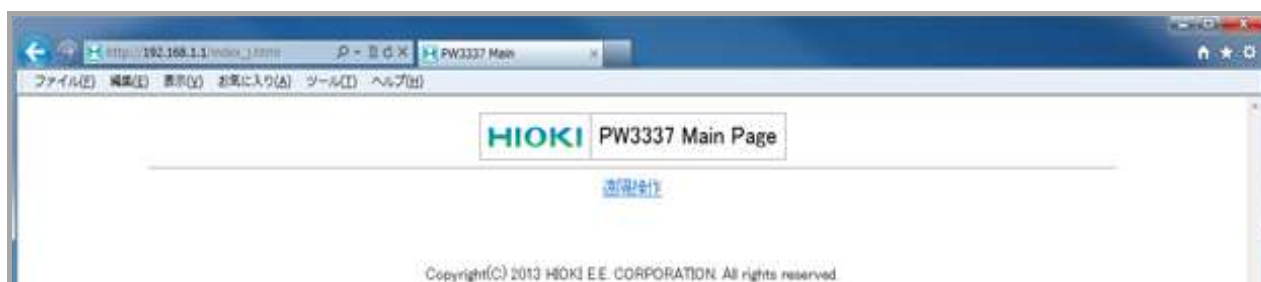 http://192.168.1.1/index_j.html
PW3337 Main
ファイル(F) 編集(E) 表示(V) お気に入り(A) ツール(T) ヘルプ(H)
HIOKI PW3337 Main Page
遠隔操作
Copyright(C) 2013 HIOKI E.E. CORPORATION. All rights reserved.